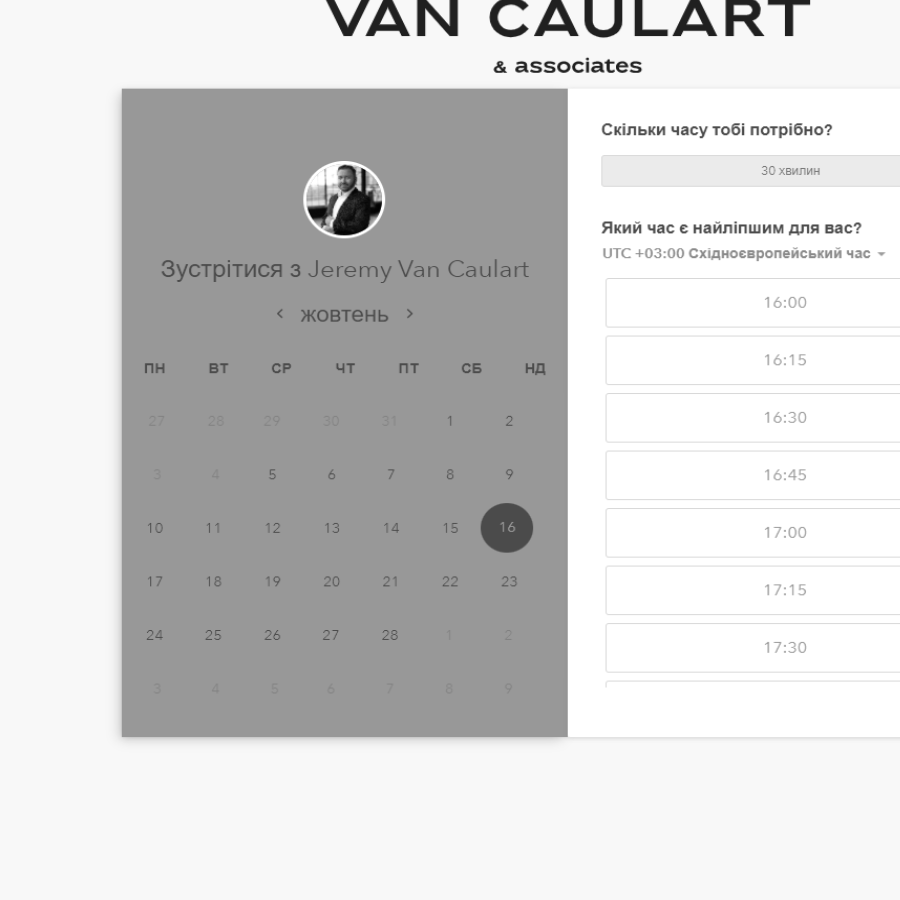 VAN CAULART
& associates
Зустрітися з Jeremy Van Caulart
жовтень
ПН ВТ СР ЧТ ПТ СБ НД
27 28 29 30 31 1 2
3 4 5 6 7 8 9
10 11 12 13 14 15 16
17 18 19 20 21 22 23
24 25 26 27 28 1 2
3 4 5 6 7 8 9
Скільки часу тобі потрібно?
30 хвилин
Який час є найліпшим для вас?
UTC +03:00 Східноєвропейський час
16:00
16:15
16:30
16:45
17:00
17:15
17:30